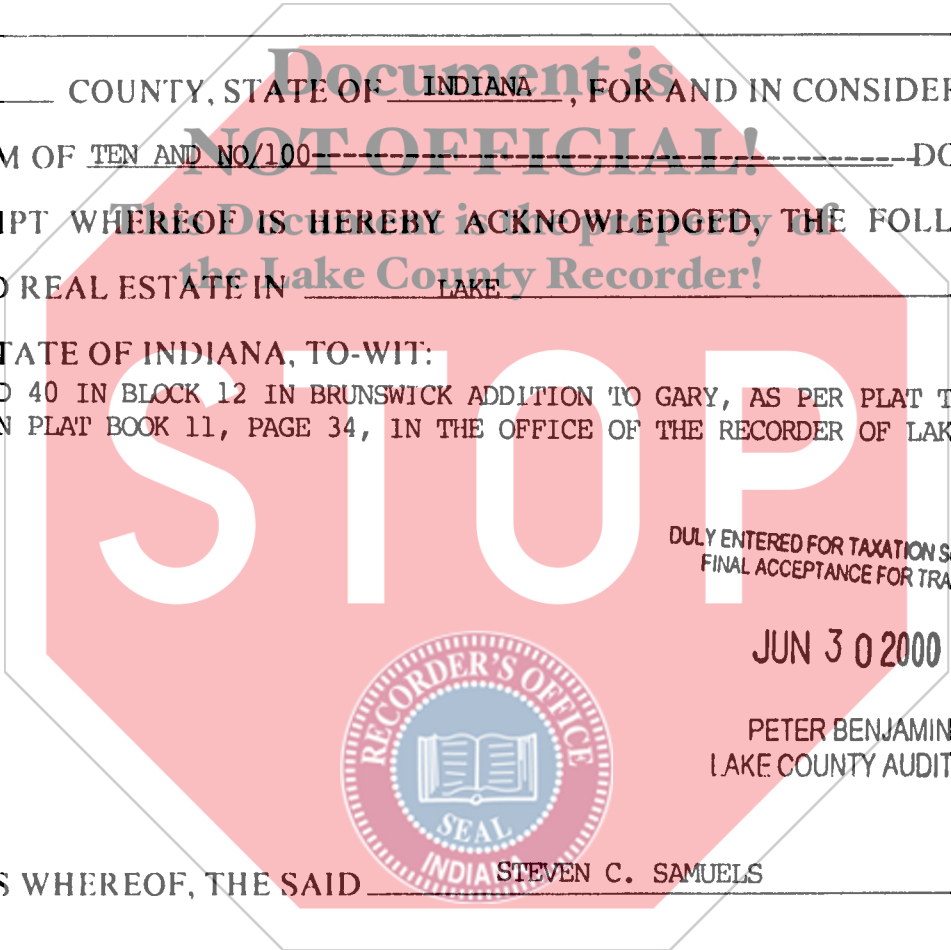 Document is
NOT OFFICIAL!
This Document is the property of
the Lake County Recorder!
STOP
COUNTY, STATE OF INDIANA, FOR AND IN CONSIDER
M OF TEN AND NO/100 DO
IPT WHEREOF IS HEREBY ACKNOWLEDGED, THE FOLL
D REAL ESTATE IN LAKE
TATE OF INDIANA, TO-WIT:
D 40 IN BLOCK 12 IN BRUNSWICK ADDITION TO GARY, AS PER PLAT T
N PLAT BOOK 11, PAGE 34, IN THE OFFICE OF THE RECORDER OF LAK
DULY ENTERED FOR TAXATION S
FINAL ACCEPTANCE FOR TRA
JUN 30 2000
PETER BENJAMIN
LAKE COUNTY AUDIT
RECORDER'S OFFICE
SEAL
INDIANA
S WHEREOF, THE SAID STEVEN C. SAMUELS